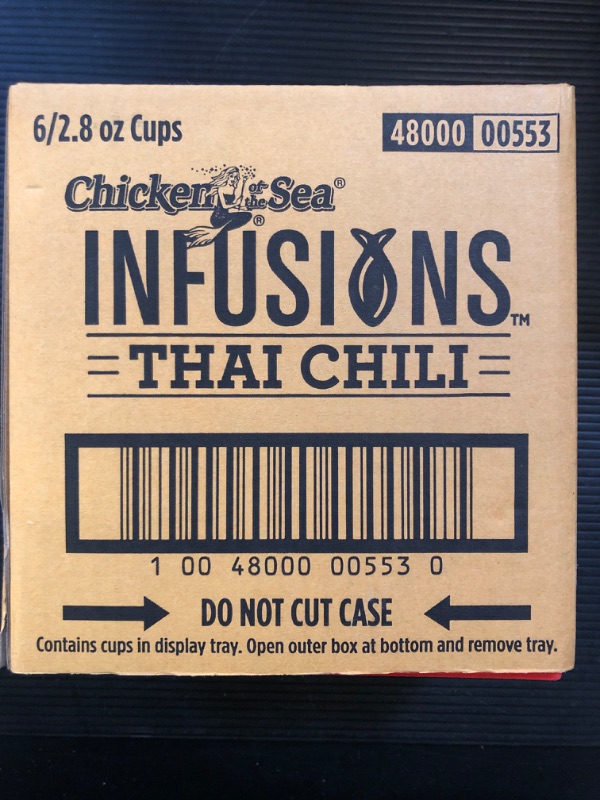 6/2.8 oz Cups
48000 00553
Chicken of the Sea®
®
INFUSIONS™
THAI CHILI
1 00 48000 00553 0
DO NOT CUT CASE
Contains cups in display tray. Open outer box at bottom and remove tray.